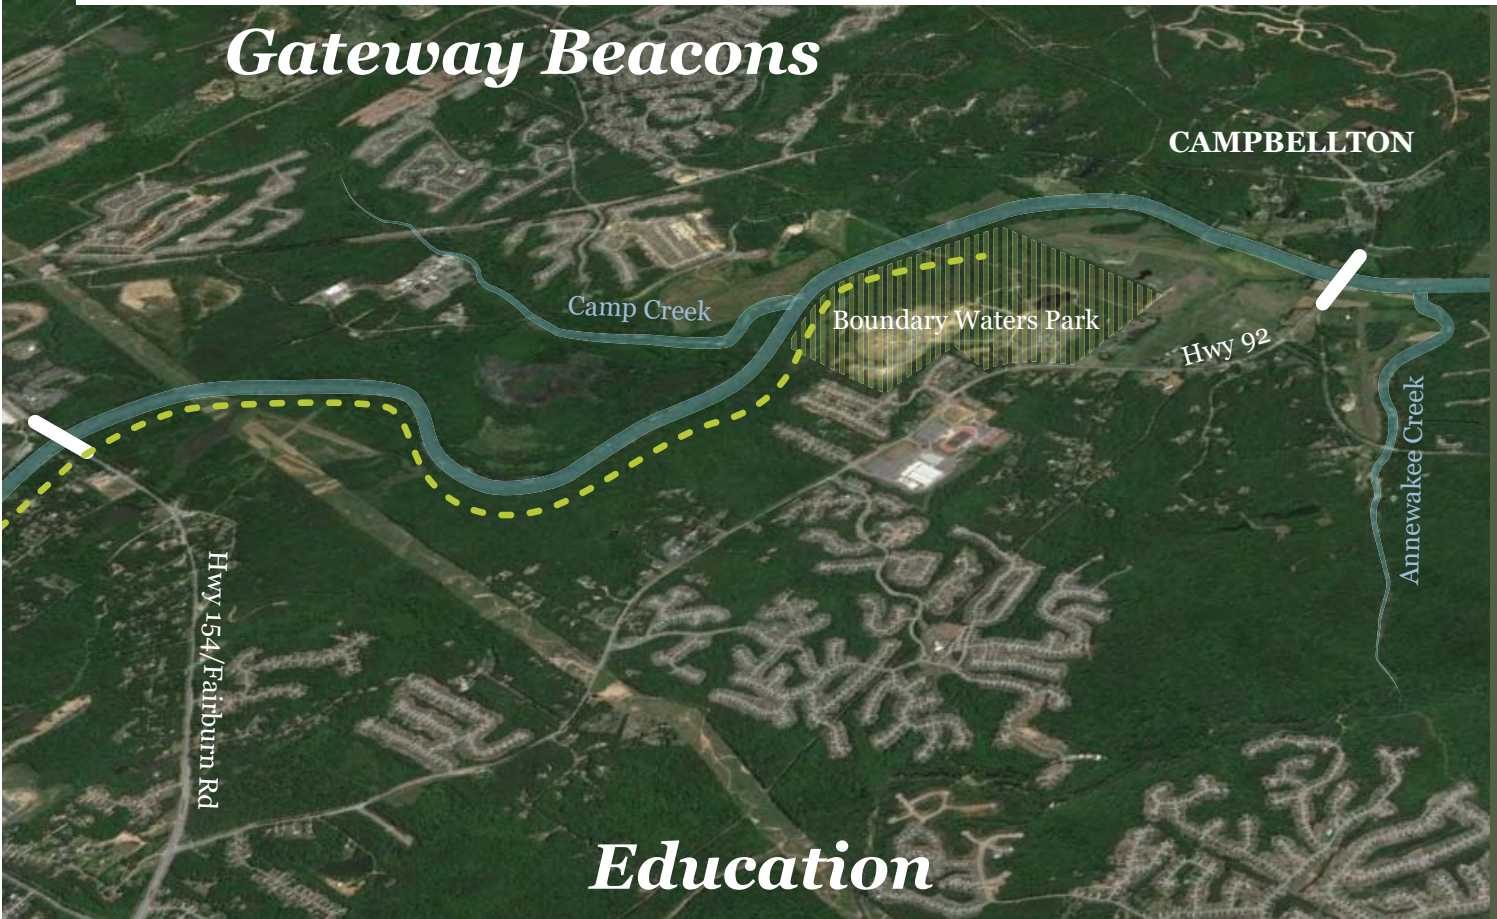 Gateway Beacons
CAMPBELLTON
Camp Creek
Boundary Waters Park
Hwy 92
Annewakee Creek
Hwy 154/Fairburn Rd
Education